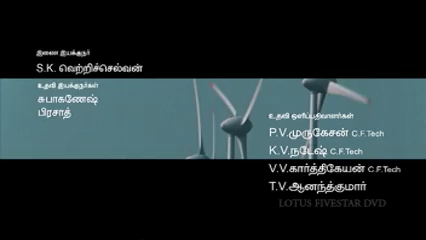 இணை இயக்குநர்
S.K. வெற்றிச்செல்வன்
உதவி இயக்குநர்கள்
சுபாகணேஷ்
பிரசாத்
உதவி ஒளிப்பதிவாளர்கள்
P.V.முருகேசன் C.F.Tech
K.V.நடேஷ் C.F.Tech
V.V.கார்த்திகேயன் C.F.Tech
T.V.ஆனந்த்குமார்
LOTUS FIVESTAR DVD